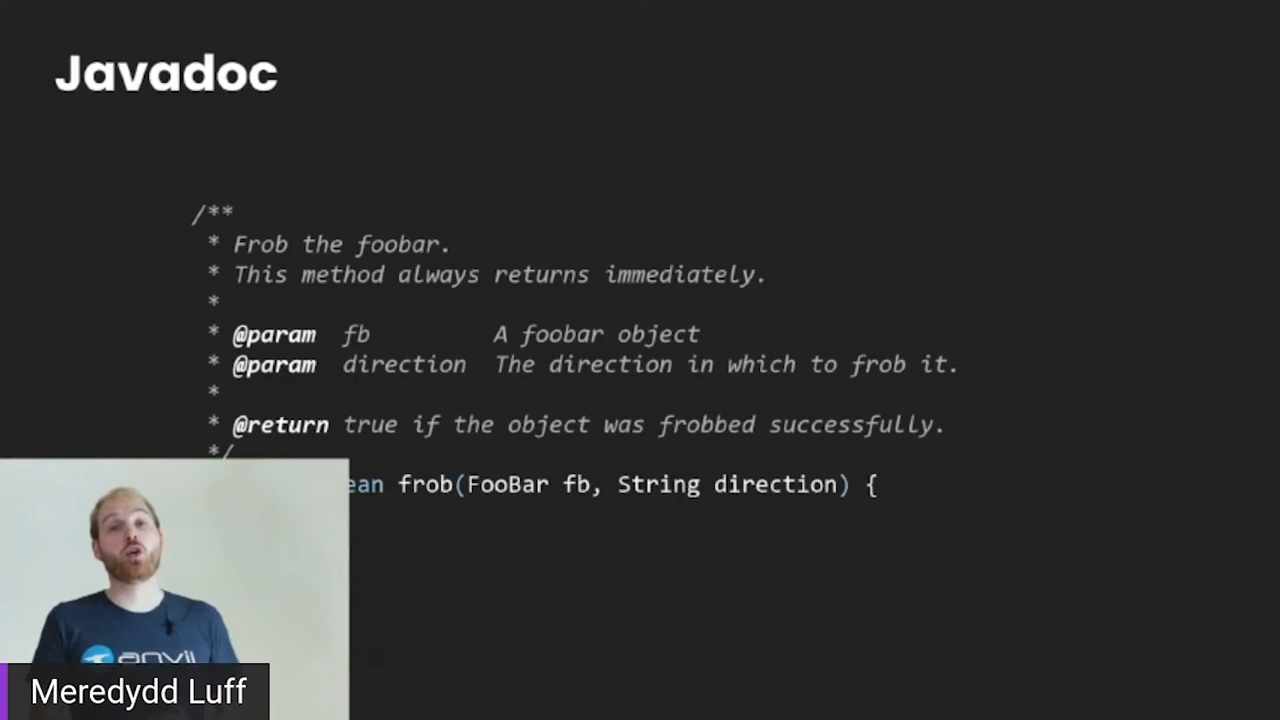 Javadoc
/**
* Frob the foobar.
* This method always returns immediately.
*
* @param fb A foobar object
* @param direction The direction in which to frob it.
*
* @return true if the object was frobbed successfully.
*/
ean frob(FooBar fb, String direction) {
anvil
Meredydd Luff